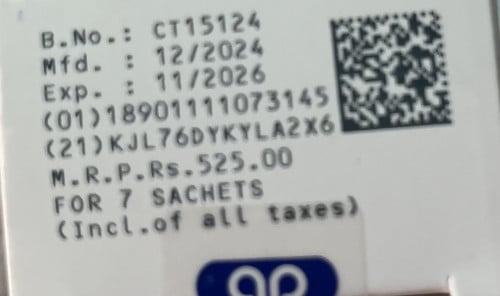 B.No.: CT15124
Mfd. : 12/2024
Exp. : 11/2026
(01)18901111073145
(21)KJL76DYKYLA2X6
M.R.P.Rs.525.00
FOR 7 SACHETS
(Incl.of all taxes)